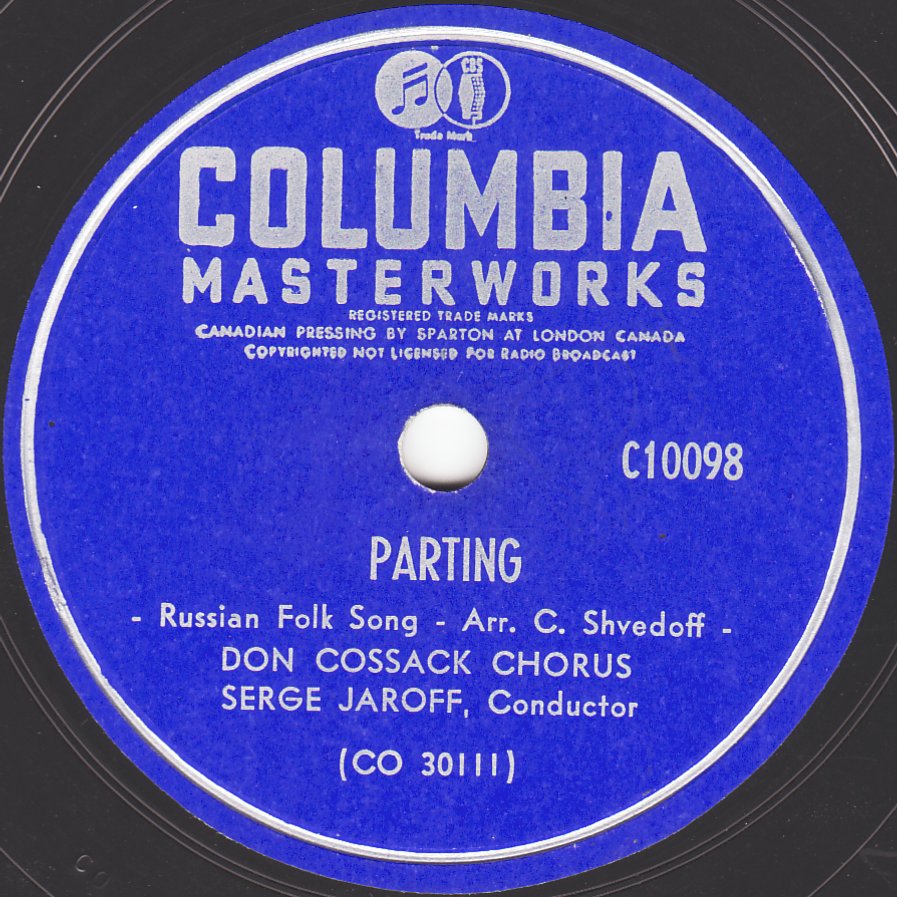 CBS
Trade Mark
COLUMBIA
MASTERWORKS
REGISTERED TRADE MARKS
CANADIAN PRESSING BY SPARTON AT LONDON CANADA
COPYRIGHTED NOT LICENSED FOR RADIO BROADCAST
C10098
PARTING
- Russian Folk Song - Arr. C. Shvedoff -
DON COSSACK CHORUS
SERGE JAROFF, Conductor
(CO 30111)